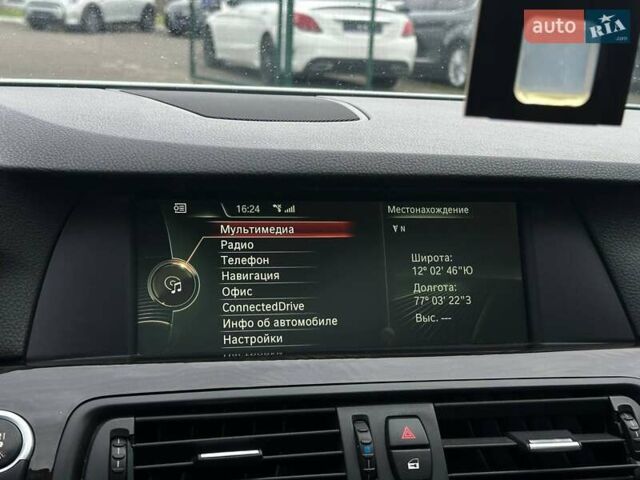 auto RIA
.com
16:24
Местонахождение
Мультимедиа
N
Радио
Телефон
Навигация
Офис
ConnectedDrive
Инфо об автомобиле
Настройки
Широта:
12° 02' 46"Ю
Долгота:
77° 03' 22"З
Выс. ---